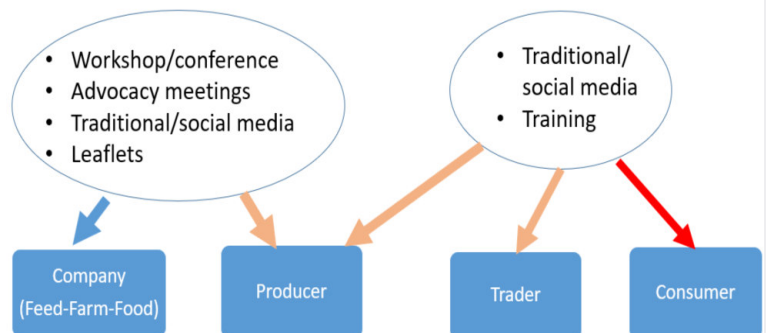 • Workshop/conference
• Advocacy meetings
• Traditional/social media
• Leaflets
• Traditional/
social media
• Training
Company
(Feed-Farm-Food)
Producer
Trader
Consumer